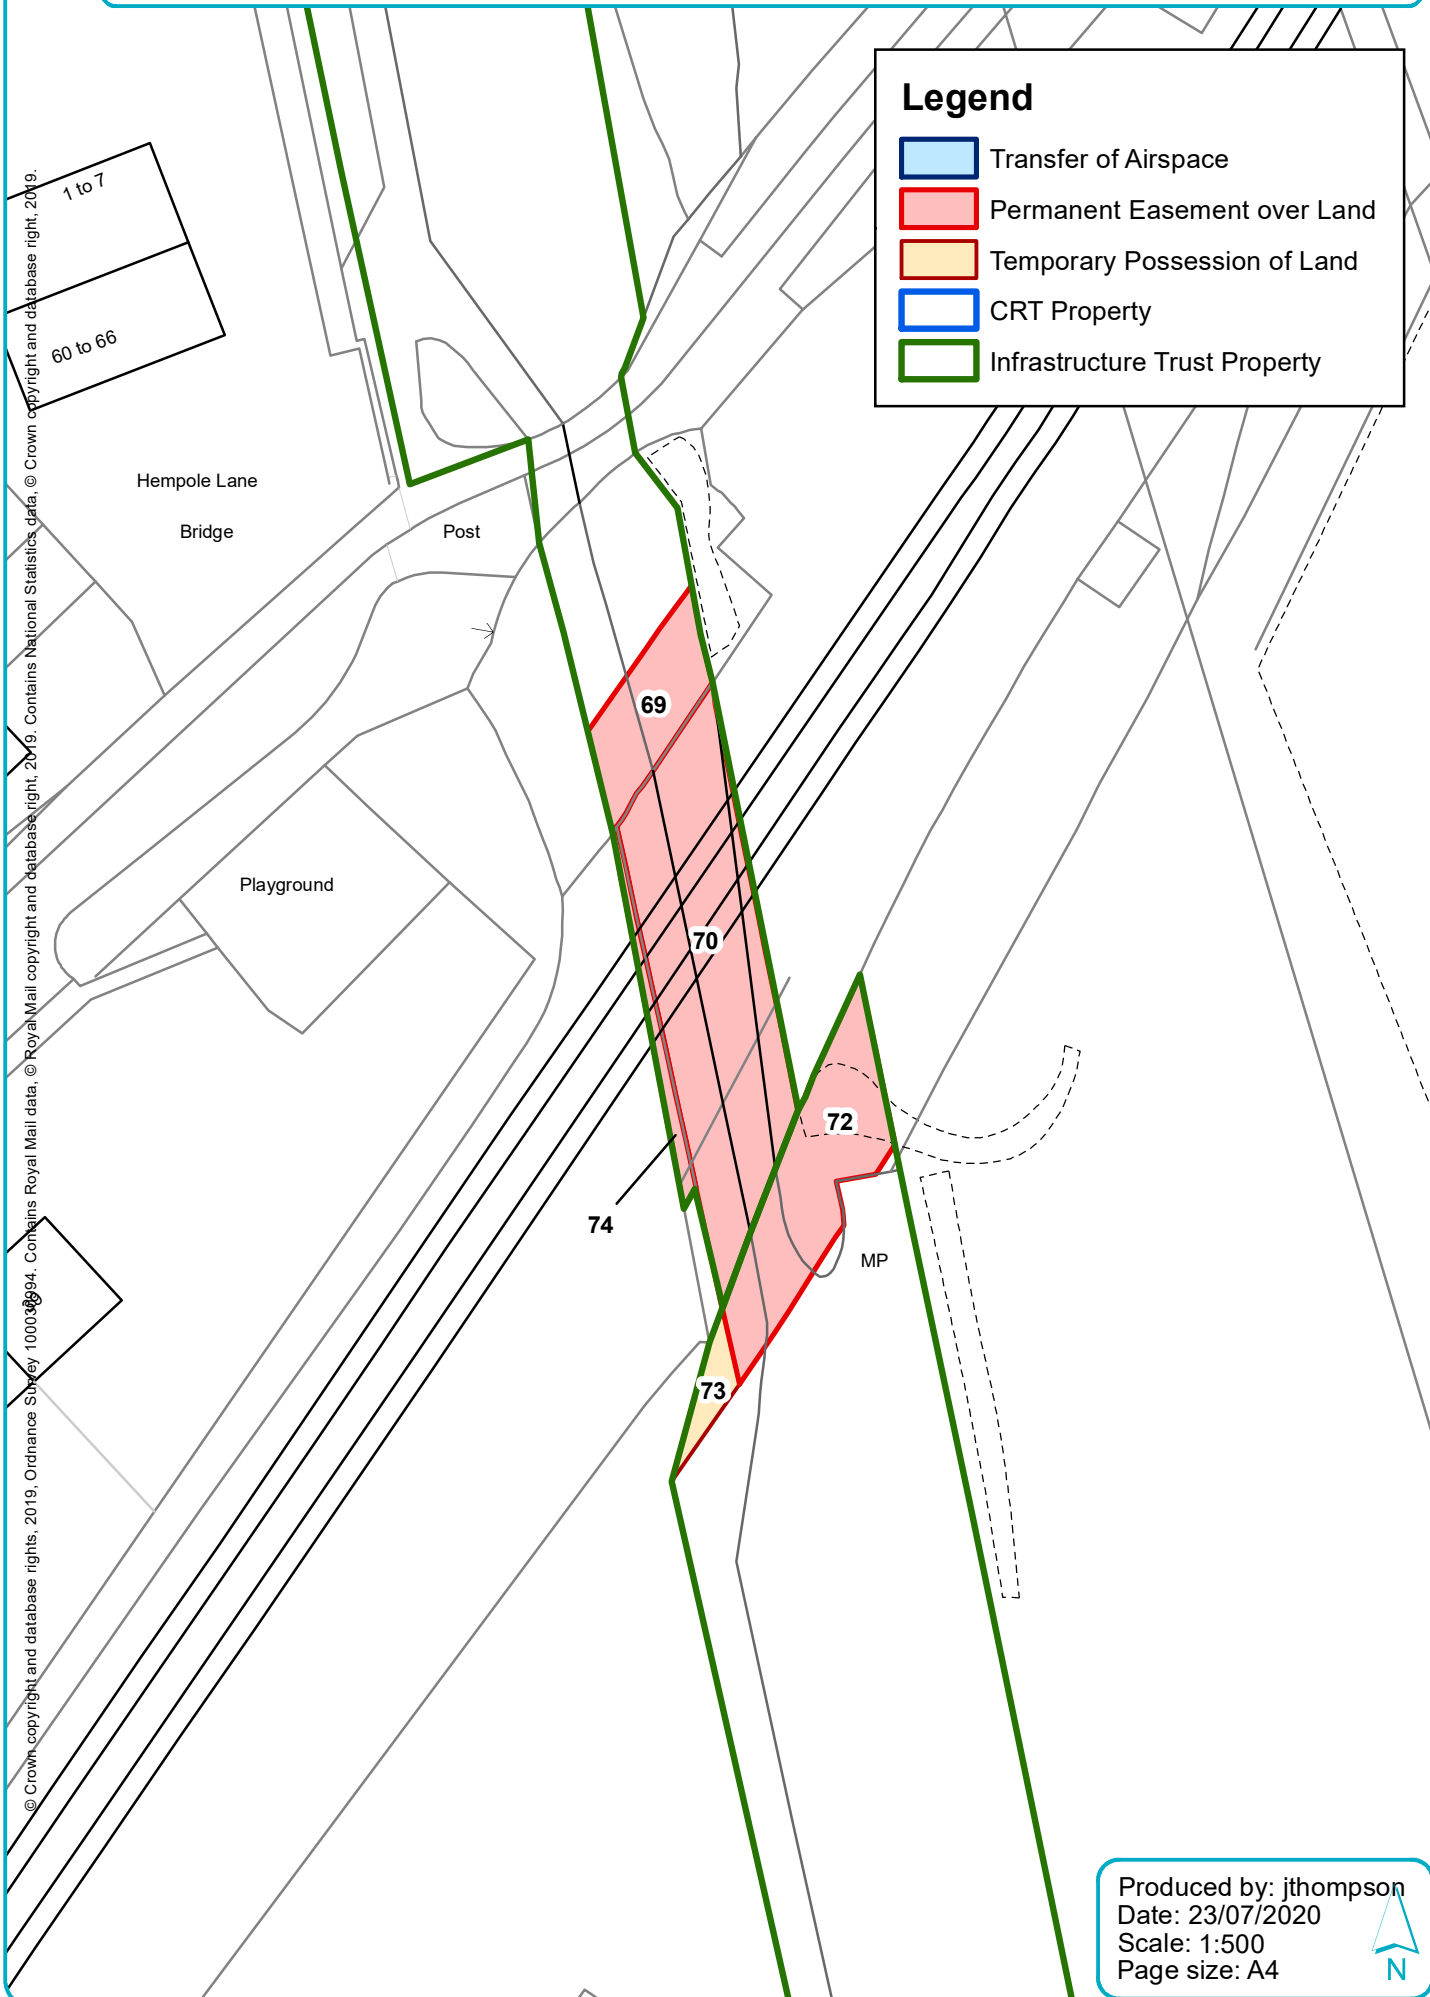 Legend
Transfer of Airspace
Permanent Easement over Land
Temporary Possession of Land
CRT Property
Infrastructure Trust Property
1 to 7
60 to 66
Hempole Lane
Bridge
Post
69
Playground
70
72
74
MP
73
© Crown copyright and database rights, 2019, Ordnance Survey 100039994. Contains Royal Mail data, © Royal Mail copyright and database right, 2019. Contains National Statistics data, © Crown copyright and database right, 2019.
Produced by: jthompson
Date: 23/07/2020
Scale: 1:500
Page size: A4
N